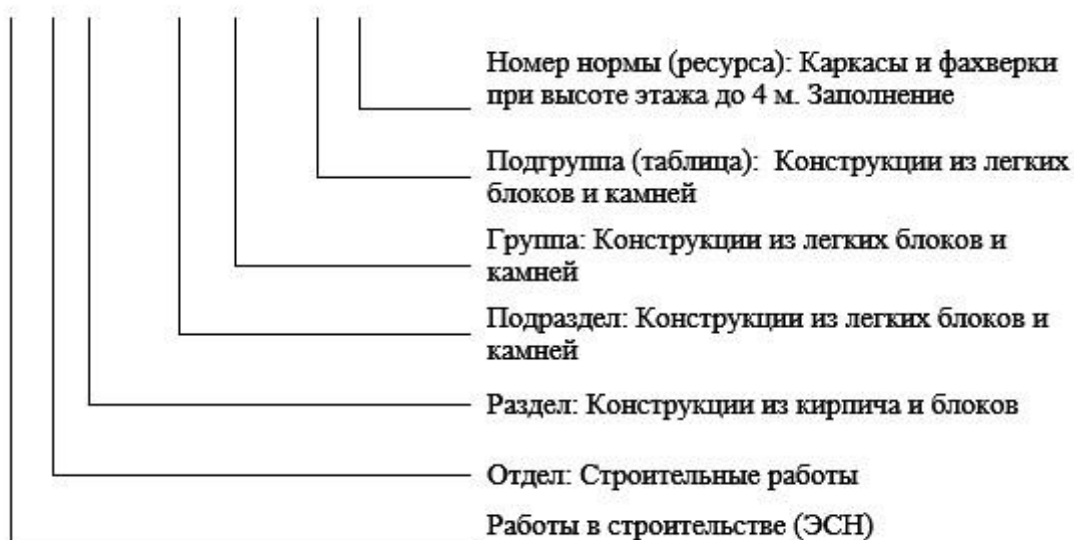 Номер нормы (ресурса): Каркасы и фахверки
при высоте этажа до 4 м. Заполнение
Подгруппа (таблица): Конструкции из легких
блоков и камней
Группа: Конструкции из легких блоков и
камней
Подраздел: Конструкции из легких блоков и
камней
Раздел: Конструкции из кирпича и блоков
Отдел: Строительные работы
Работы в строительстве (ЭСН)